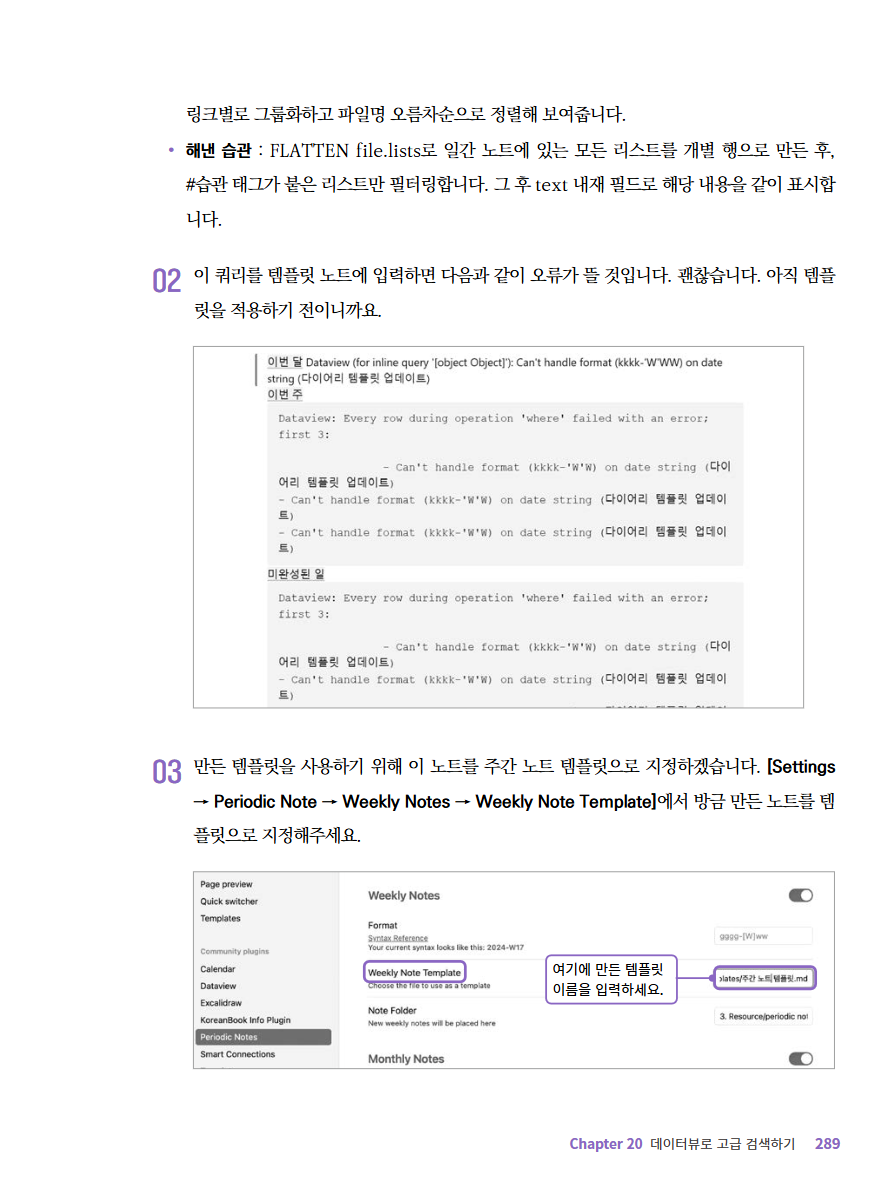 링크별로 그룹화하고 파일명 오름차순으로 정렬해 보여줍니다.
• 해낸 습관 : FLATTEN file.lists로 일간 노트에 있는 모든 리스트를 개별 행으로 만든 후,
#습관 태그가 붙은 리스트만 필터링합니다. 그 후 text 내재 필드로 해당 내용을 같이 표시합
니다.
02 이 쿼리를 템플릿 노트에 입력하면 다음과 같이 오류가 뜰 것입니다. 괜찮습니다. 아직 템플
릿을 적용하기 전이니까요.
이번 달 Dataview (for inline query '[object Object]'): Can't handle format (kkkk-'W'WW) on date
string (다이어리 템플릿 업데이트)
이번 주
Dataview: Every row during operation 'where' failed with an error;
first 3:
- Can't handle format (kkkk-'W'W) on date string (다이
어리 템플릿 업데이트)
- Can't handle format (kkkk-'W'W) on date string (다이어리 템플릿 업데이
트)
- Can't handle format (kkkk-'W'W) on date string (다이어리 템플릿 업데이
트)
미완성된 일
Dataview: Every row during operation 'where' failed with an error;
first 3:
- Can't handle format (kkkk-'W'W) on date string (다이
어리 템플릿 업데이트)
- Can't handle format (kkkk-'W'W) on date string (다이어리 템플릿 업데이
트)
03 만든 템플릿을 사용하기 위해 이 노트를 주간 노트 템플릿으로 지정하겠습니다. [Settings
→ Periodic Note → Weekly Notes → Weekly Note Template]에서 방금 만든 노트를 템
플릿으로 지정해주세요.
Page preview
Quick switcher
Templates
Community plugins
Calendar
Dataview
Excalidraw
KoreanBook Info Plugin
Periodic Notes
Smart Connections
Weekly Notes
Format
Syntax Reference
Your current syntax looks like this: 2024-W17
gggg-[W]ww
Weekly Note Template
Choose the file to use as a template
여기에 만든 템플릿
이름을 입력하세요.
plates/주간 노트 템플릿.md
Note Folder
New weekly notes will be placed here
3. Resource/periodic not
Monthly Notes
Chapter 20 데이터뷰로 고급 검색하기 289